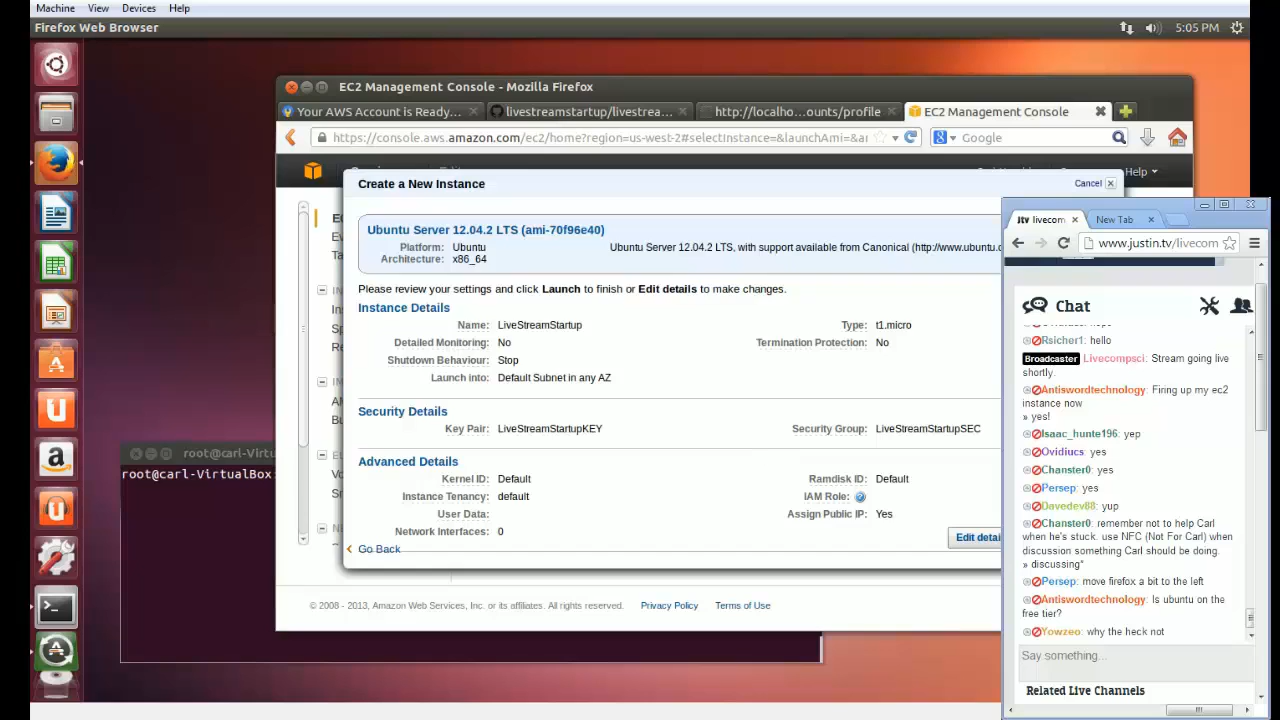 Machine View Devices Help
Firefox Web Browser
5:05 PM
EC2 Management Console - Mozilla Firefox
Your AWS Account is Ready...
livestreamstartup/livestrea...
http://localho...ounts/profile
EC2 Management Console
https://console.aws.amazon.com/ec2/home?region=us-west-2#selectInstance=&launchAmi=&ar
Google
Help
Create a New Instance
Cancel
Ubuntu Server 12.04.2 LTS (ami-70f96e40)
Platform: Ubuntu
Ubuntu Server 12.04.2 LTS, with support available from Canonical (http://www.ubuntu.c
Architecture: x86_64
Please review your settings and click Launch to finish or Edit details to make changes.
Instance Details
Name: LiveStreamStartup
Type: t1.micro
Detailed Monitoring: No
Termination Protection: No
Shutdown Behaviour: Stop
Launch into: Default Subnet in any AZ
Security Details
Key Pair: LiveStreamStartupKEY
Security Group: LiveStreamStartupSEC
Advanced Details
Kernel ID: Default
Ramdisk ID: Default
Instance Tenancy: default
IAM Role:
User Data:
Assign Public IP: Yes
Network Interfaces: 0
Edit detai
Go Back
© 2008 - 2013, Amazon Web Services, Inc. or its affiliates. All rights reserved.
Privacy Policy
Terms of Use
root@carl-Virtu
root@carl-VirtualBox:
jtv livecom
New Tab
www.justin.tv/livecom
Chat
Rsicher1: hello
Broadcaster Livecompsci: Stream going live
shortly.
Antiswordtechnology: Firing up my ec2
instance now
» yes!
Isaac_hunte196: yep
Ovidiucs: yes
Chanster0: yes
Persep: yes
Davedev88: yup
Chanster0: remember not to help Carl
when he's stuck. use NFC (Not For Carl) when
discussion something Carl should be doing.
» discussing*
Persep: move firefox a bit to the left
Antiswordtechnology: Is ubuntu on the
free tier?
Yowzeo: why the heck not
Say something...
Related Live Channels